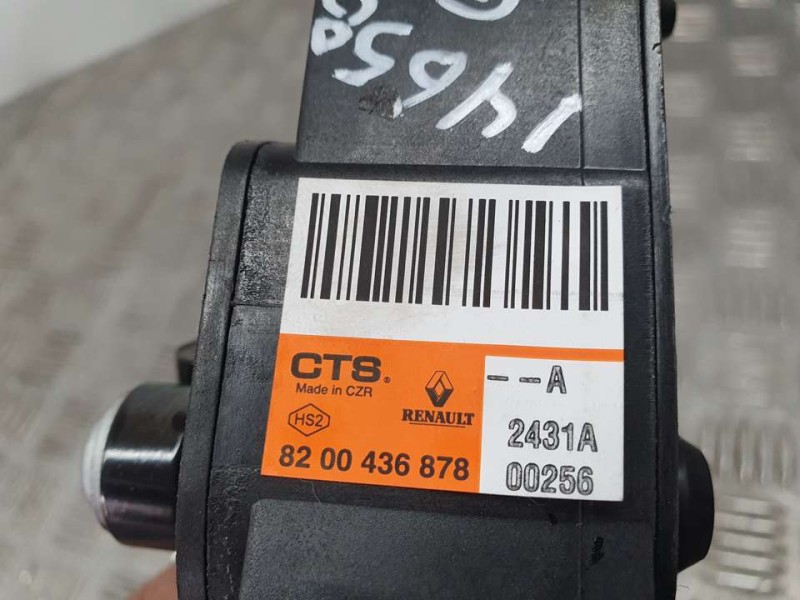 14650
CTS®
Made in CZR
HS2
RENAULT
82 00 436 878
--A
2431A
00256